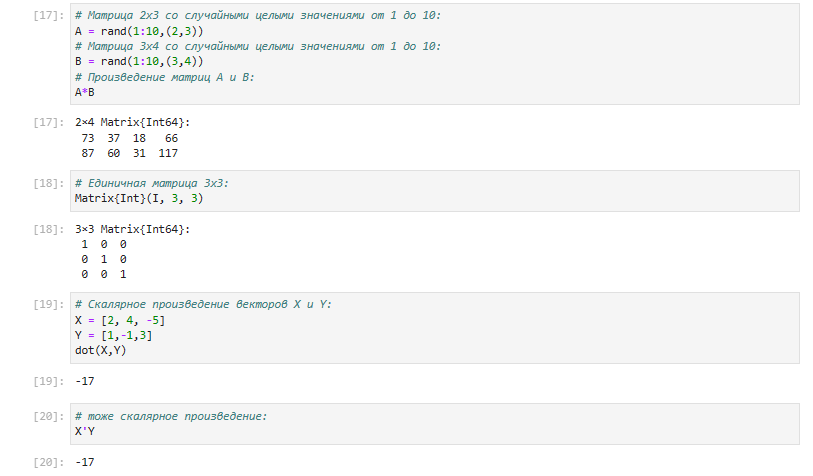 [17]: # Матрица 2x3 со случайными целыми значениями от 1 до 10:
A = rand(1:10,(2,3))
# Матрица 3x4 со случайными целыми значениями от 1 до 10:
B = rand(1:10,(3,4))
# Произведение матриц A и B:
A*B
[17]: 2×4 Matrix{Int64}:
73 37 18 66
87 60 31 117
[18]: # Единичная матрица 3x3:
Matrix{Int}(I, 3, 3)
[18]: 3×3 Matrix{Int64}:
1 0 0
0 1 0
0 0 1
[19]: # Скалярное произведение векторов X и Y:
X = [2, 4, -5]
Y = [1,-1,3]
dot(X,Y)
[19]: -17
[20]: # тоже скалярное произведение:
X'Y
[20]: -17